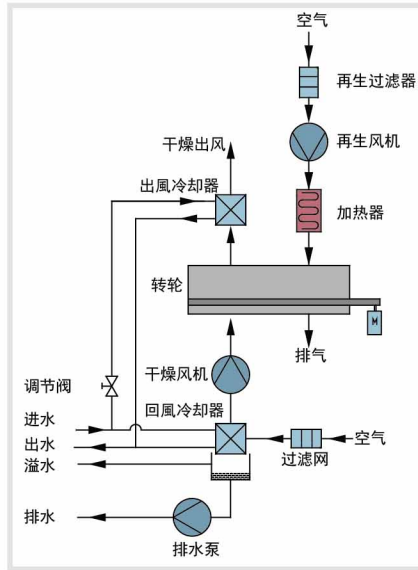 空气
再生过滤器
再生风机
干燥出风
出風冷却器
加热器
转轮
M
排气
干燥风机
调节阀
回風冷却器
进水
出水
空气
溢水
过滤网
排水
排水泵